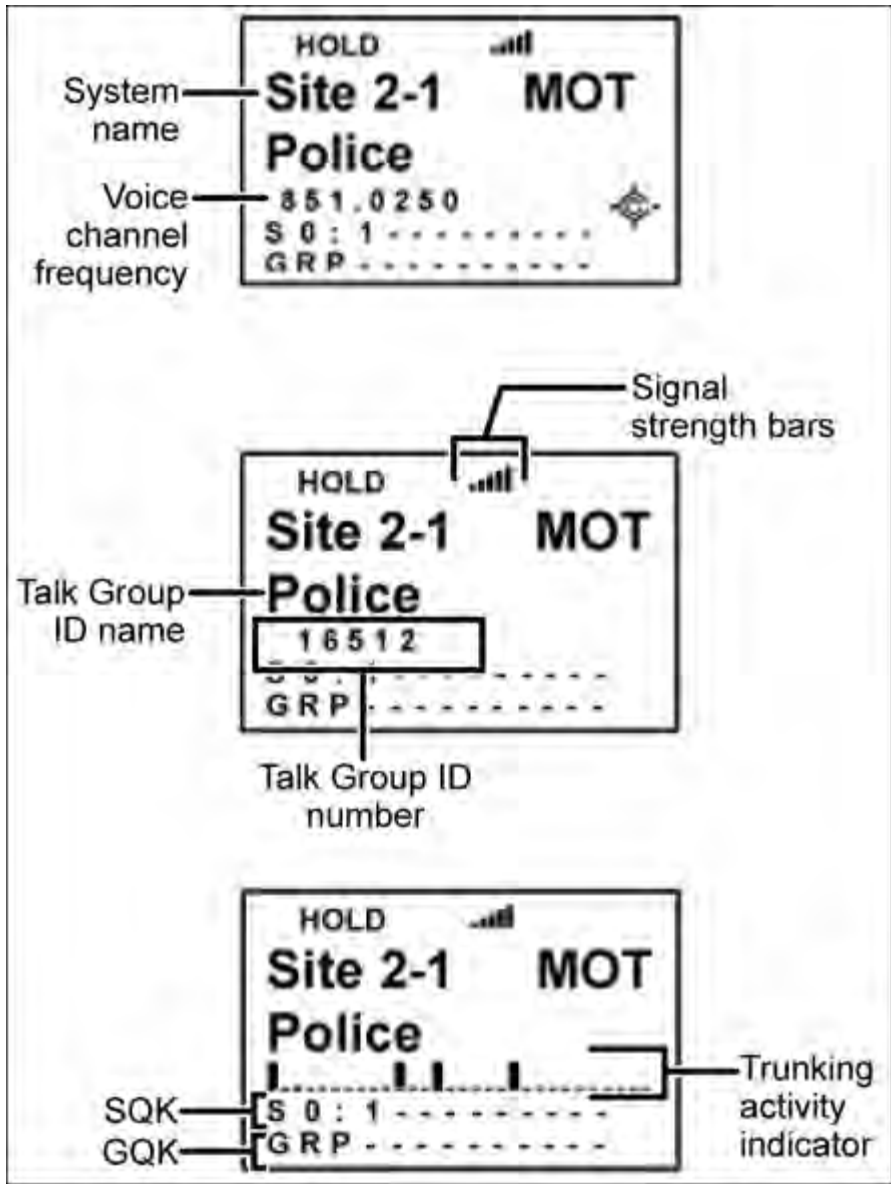 HOLD
System name
Site 2-1 MOT
Police
Voice channel frequency
851.0250
S0:1---------
GRP----------
Signal strength bars
HOLD
Site 2-1 MOT
Talk Group ID name
Police
16512
GRP----------
Talk Group ID number
HOLD
Site 2-1 MOT
Police
Trunking activity indicator
SQK
S0:1---------
GQK
GRP----------